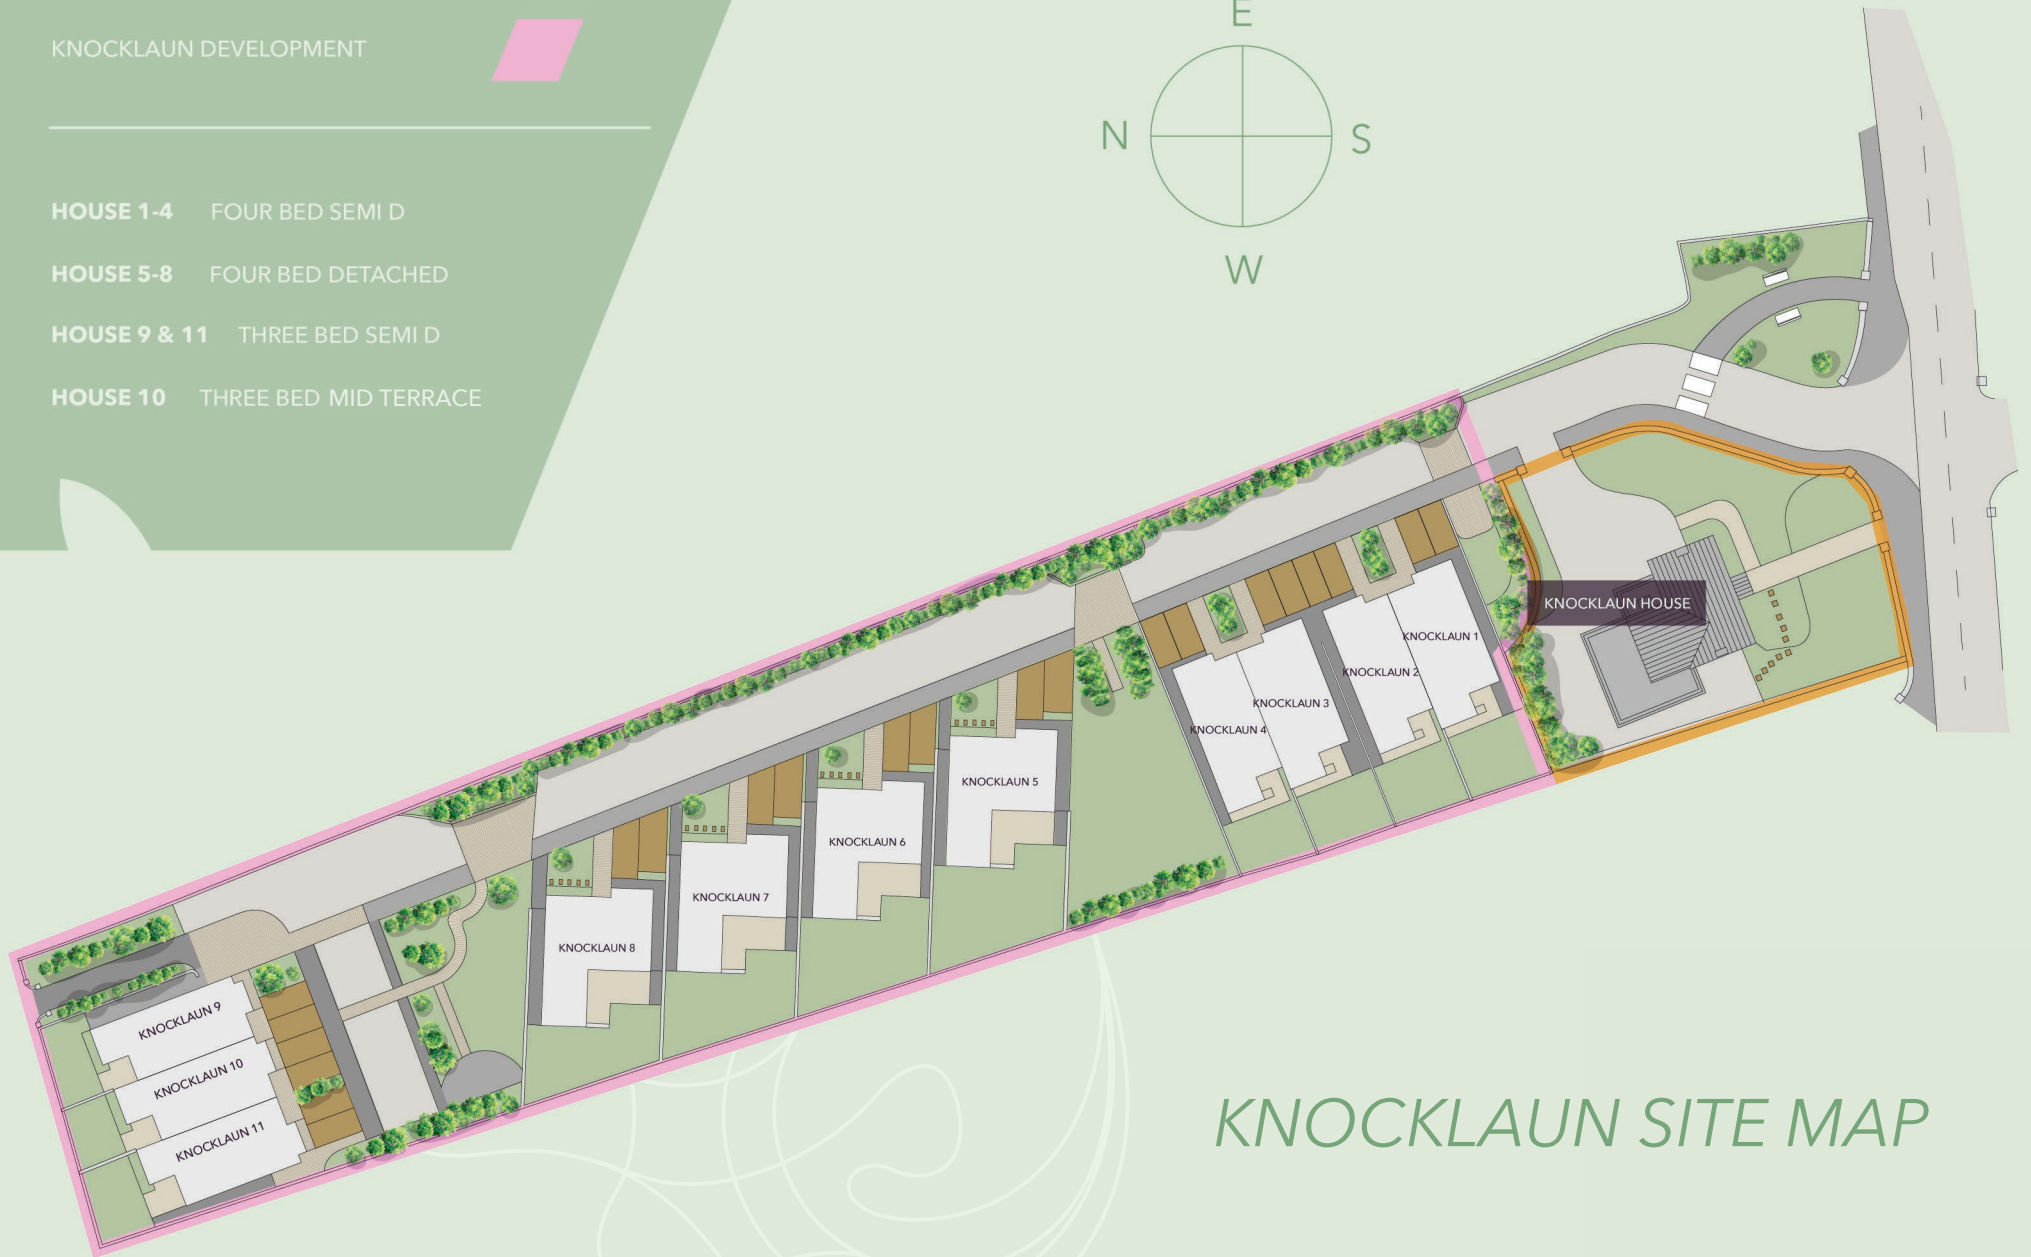 KNOCKLAUN DEVELOPMENT
HOUSE 1-4 FOUR BED SEMI D
HOUSE 5-8 FOUR BED DETACHED
HOUSE 9 & 11 THREE BED SEMI D
HOUSE 10 THREE BED MID TERRACE
E
N S
W
KNOCKLAUN HOUSE
KNOCKLAUN 1
KNOCKLAUN 2
KNOCKLAUN 3
KNOCKLAUN 4
KNOCKLAUN 5
KNOCKLAUN 6
KNOCKLAUN 7
KNOCKLAUN 8
KNOCKLAUN 9
KNOCKLAUN 10
KNOCKLAUN 11
KNOCKLAUN SITE MAP